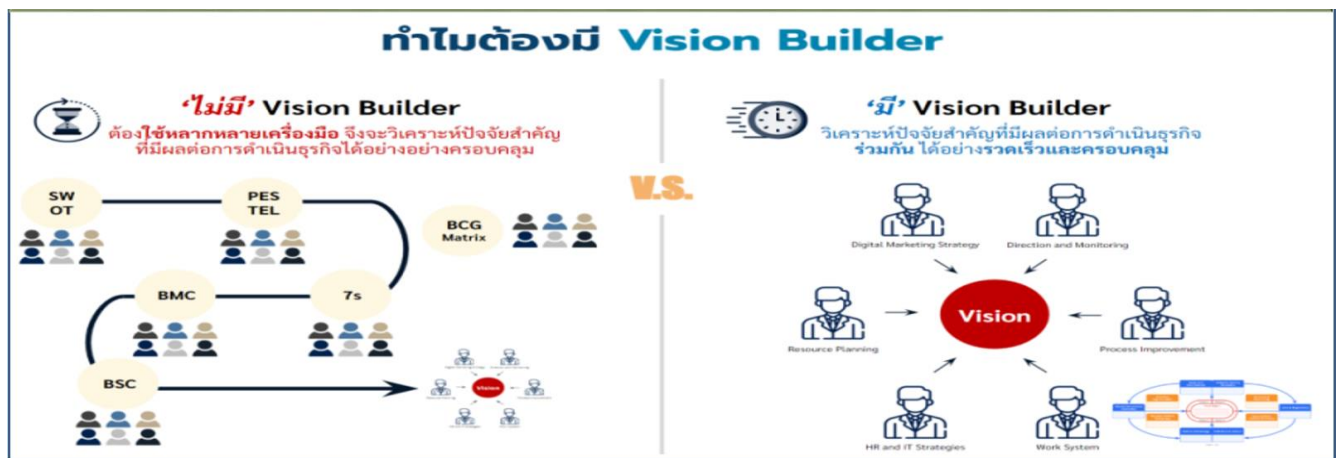 ทำไมต้องมี Vision Builder
‘ไม่มี’ Vision Builder
ต้องใช้หลากหลายเครื่องมือ จึงจะวิเคราะห์ปัจจัยสำคัญ
ที่มีผลต่อการดำเนินธุรกิจได้อย่างอย่างครอบคลุม
SW
OT
PES
TEL
BCG
Matrix
BMC
7s
BSC
Vision
V.S.
‘มี’ Vision Builder
วิเคราะห์ปัจจัยสำคัญที่มีผลต่อการดำเนินธุรกิจ
ร่วมกัน ได้อย่างรวดเร็วและครอบคลุม
Digital Marketing Strategy
Direction and Monitoring
Resource Planning
Vision
Process Improvement
HR and IT Strategies
Work System